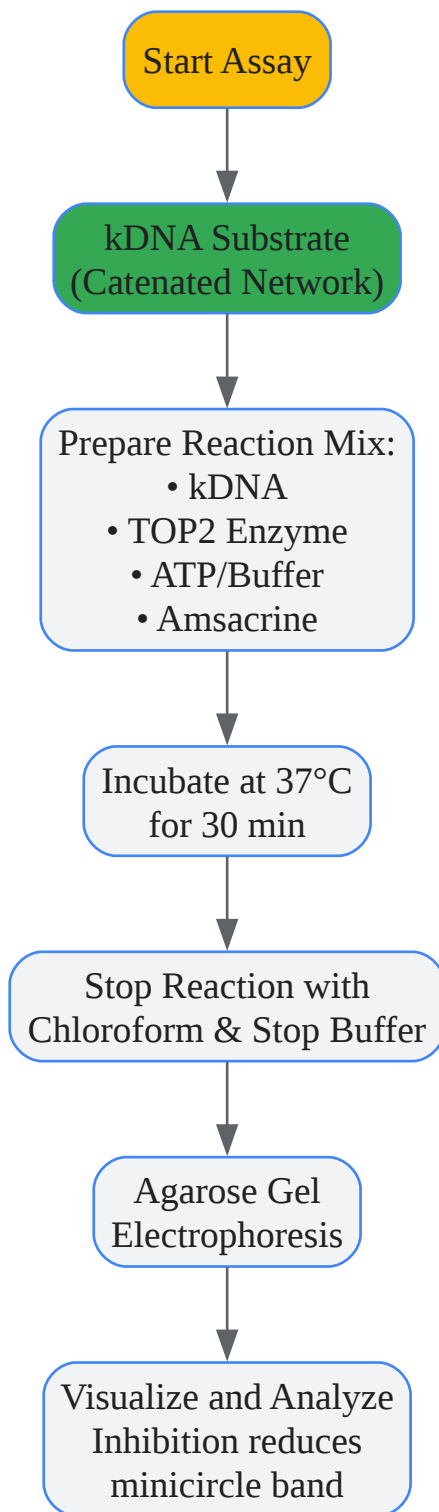 Start Assay
kDNA Substrate
(Catenated Network)
Prepare Reaction Mix:
• kDNA
• TOP2 Enzyme
• ATP/Buffer
• Amsacrine
Incubate at 37°C
for 30 min
Stop Reaction with
Chloroform & Stop Buffer
Agarose Gel
Electrophoresis
Visualize and Analyze
Inhibition reduces
minicircle band